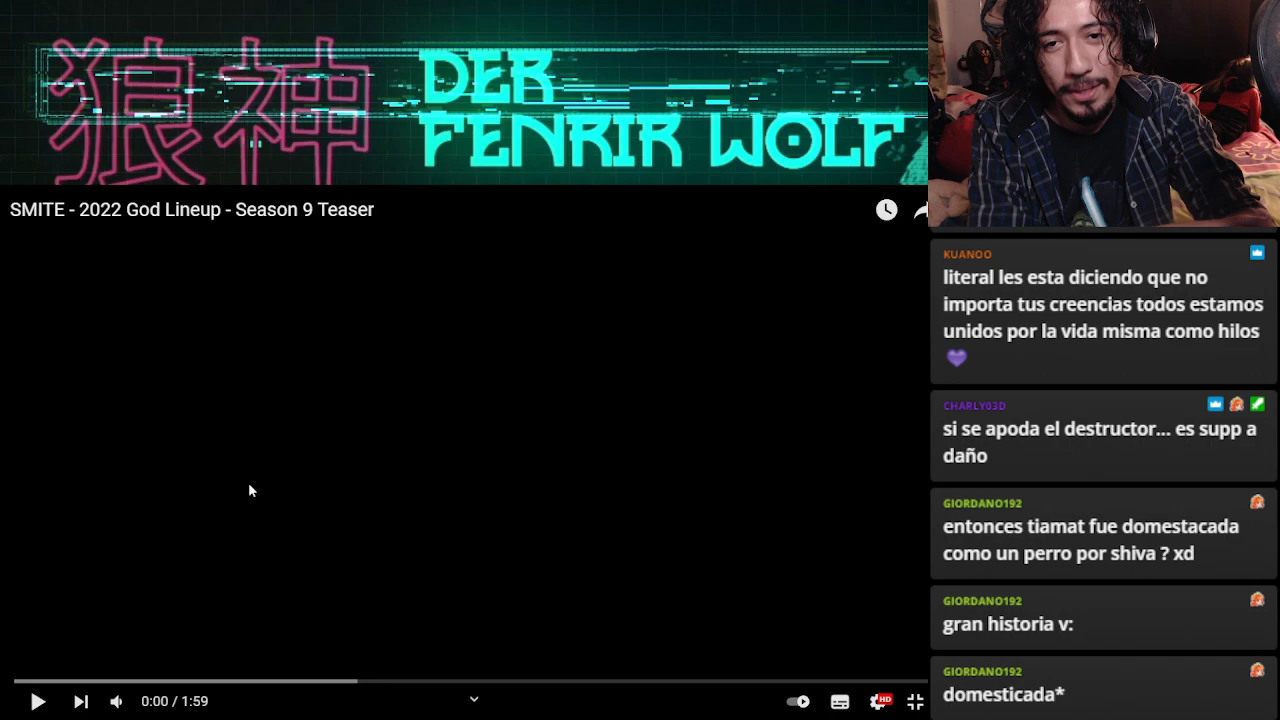 狼神
DER
FENRIR WOLF
SMITE - 2022 God Lineup - Season 9 Teaser
KUANOO
literal les esta diciendo que no
importa tus creencias todos estamos
unidos por la vida misma como hilos
💜
CHARLY03D
si se apoda el destructor... es supp a
daño
GIORDANO192
entonces tiamat fue domestacada
como un perro por shiva ? xd
GIORDANO192
gran historia v:
GIORDANO192
domesticada*
0:00 / 1:59
HD